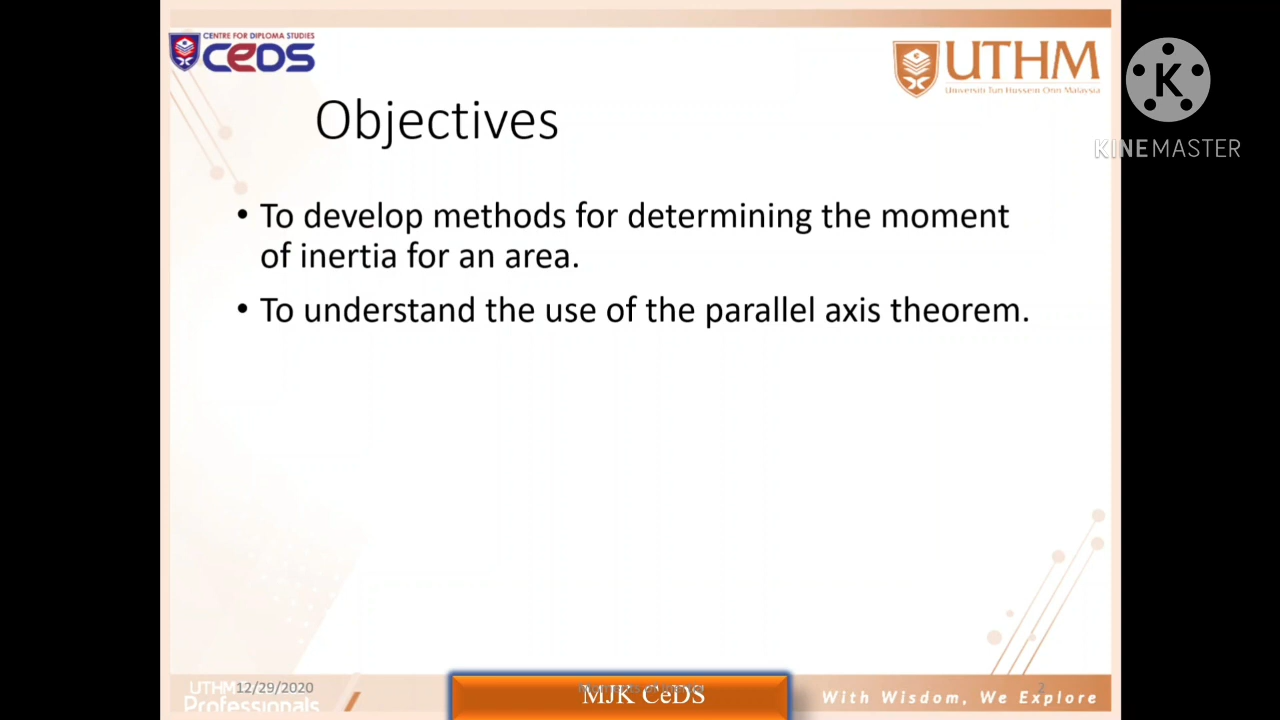 CENTRE FOR DIPLOMA STUDIES
CeDS
UTHM
Universiti Tun Hussein Onn Malaysia
KINEMASTER
Objectives
• To develop methods for determining the moment
of inertia for an area.
• To understand the use of the parallel axis theorem.
12/29/2020
UTHM
Professionals
MJK CeDS
2
With Wisdom, We Explore